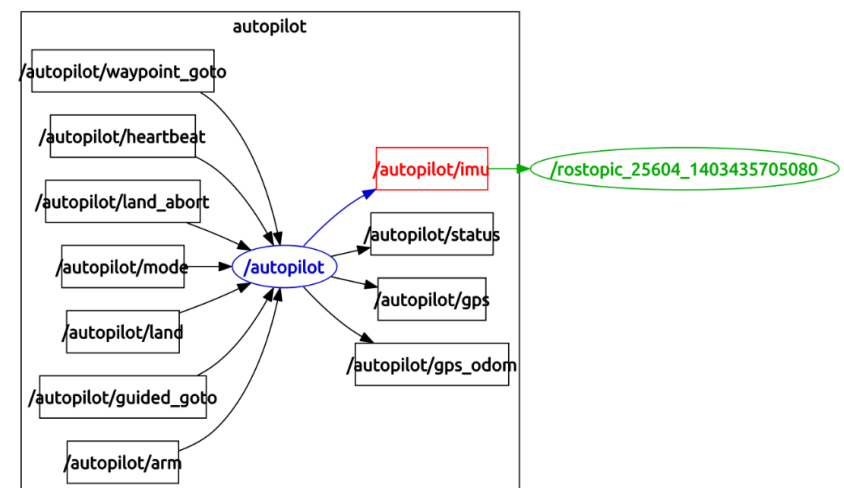 autopilot
/autopilot/waypoint_goto
/autopilot/heartbeat
/autopilot/land_abort
/autopilot/mode
/autopilot/land
/autopilot/guided_goto
/autopilot/arm
/autopilot
/autopilot/imu
/autopilot/status
/autopilot/gps
/autopilot/gps_odom
/rostopic_25604_1403435705080